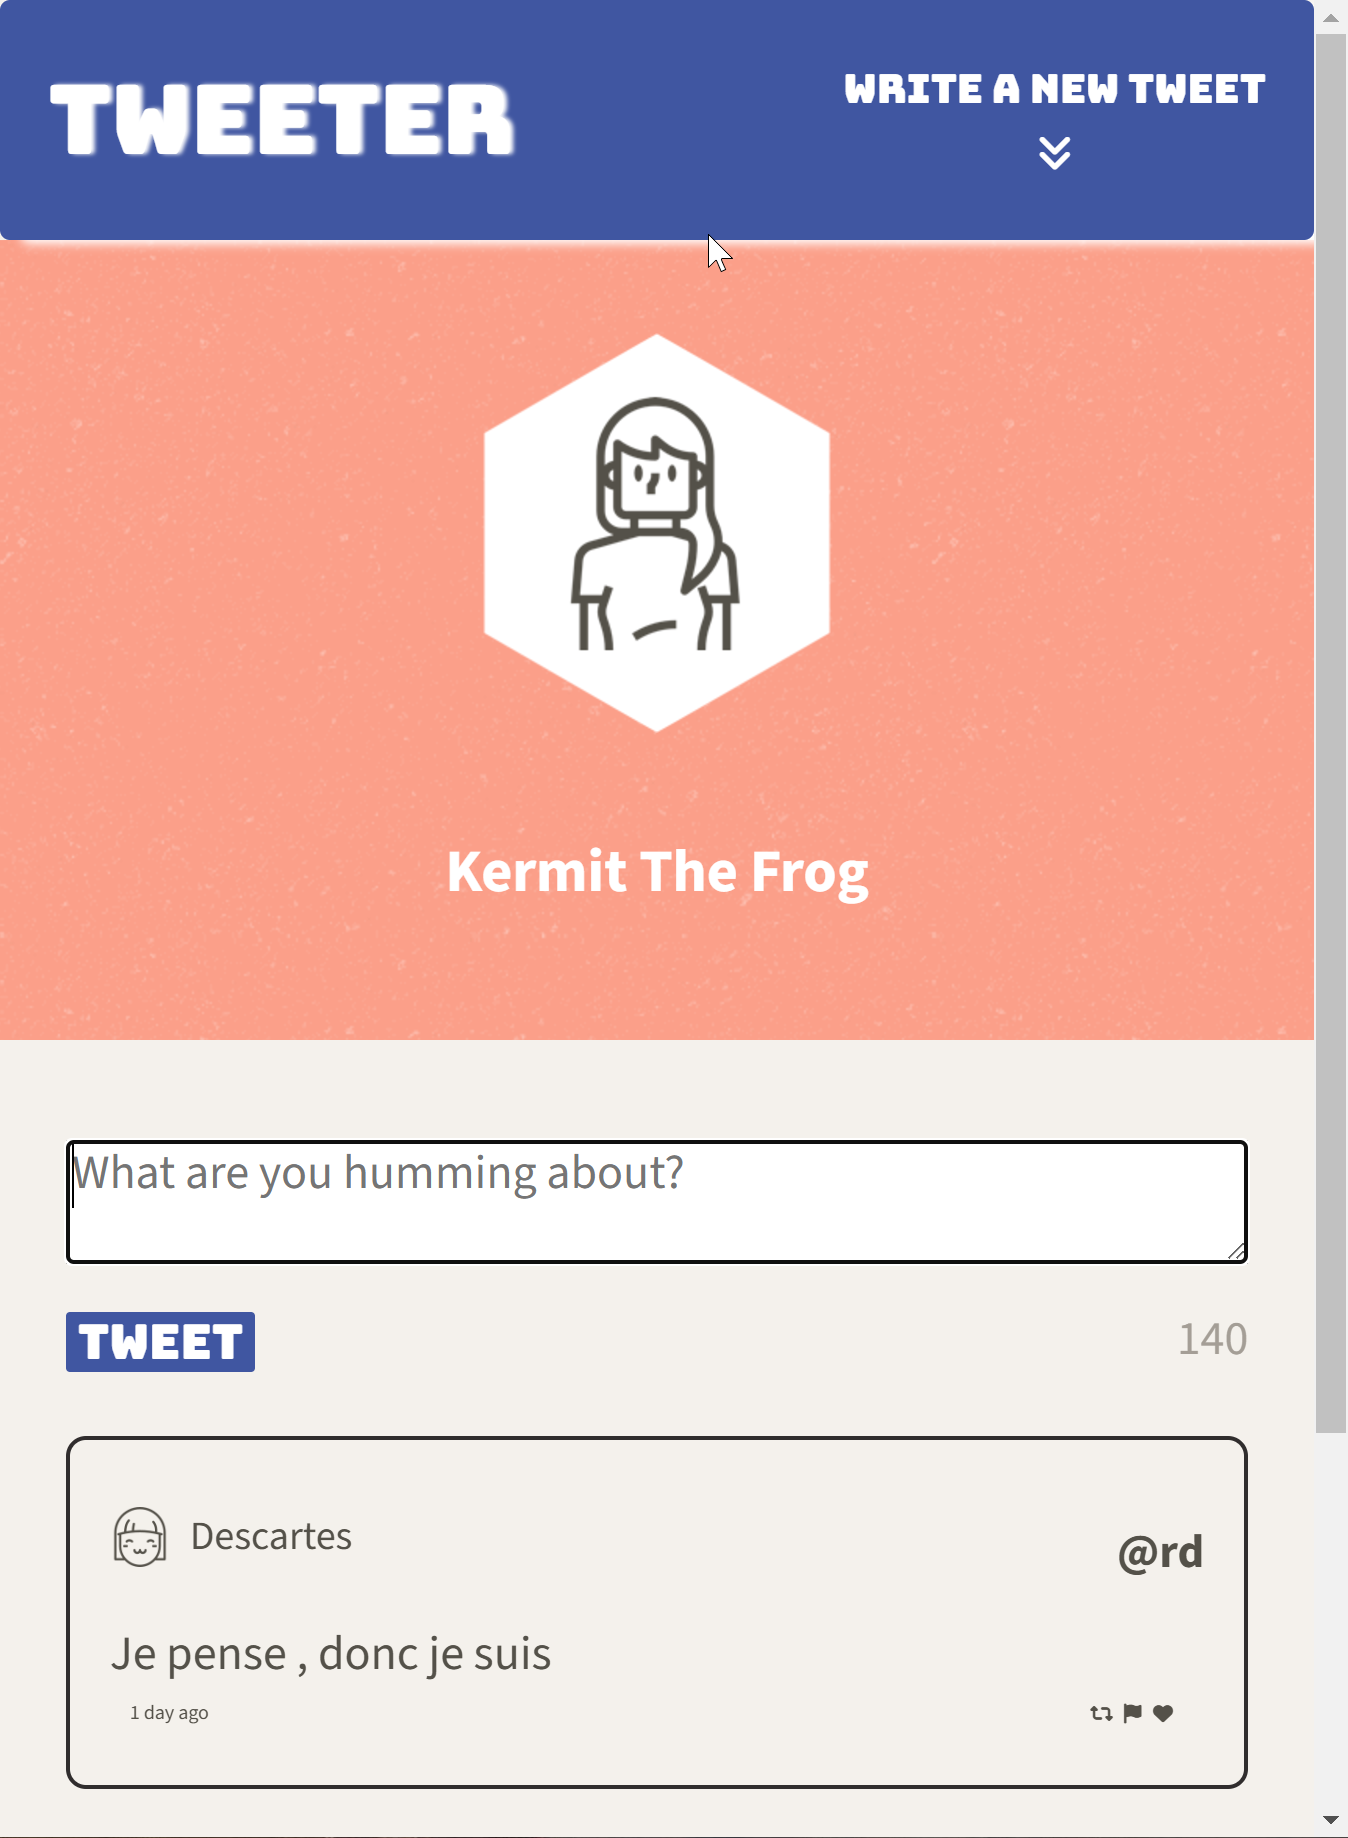 TWEETER
WRITE A NEW TWEET
Kermit The Frog
What are you humming about?
TWEET
140
Descartes
@rd
Je pense , donc je suis
1 day ago